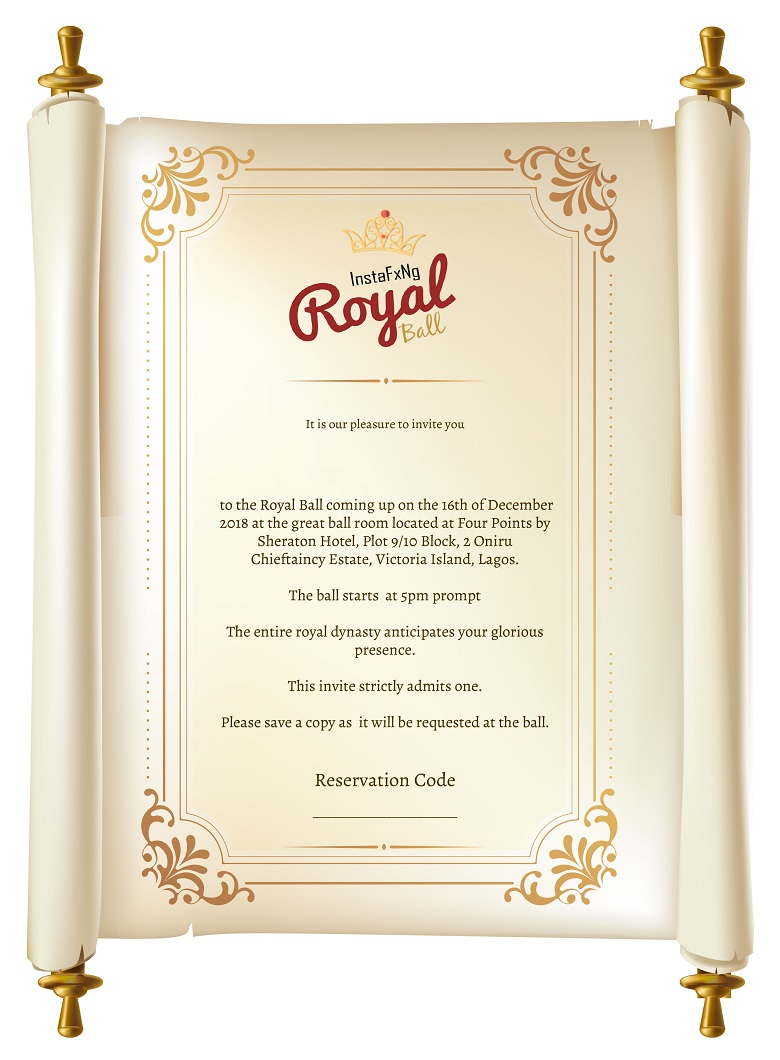 InstaFxNg
Royal
Ball
It is our pleasure to invite you
to the Royal Ball coming up on the 16th of December
2018 at the great ball room located at Four Points by
Sheraton Hotel, Plot 9/10 Block, 2 Oniru
Chieftaincy Estate, Victoria Island, Lagos.
The ball starts  at 5pm prompt
The entire royal dynasty anticipates your glorious
presence.
This invite strictly admits one.
Please save a copy as  it will be requested at the ball.
Reservation Code